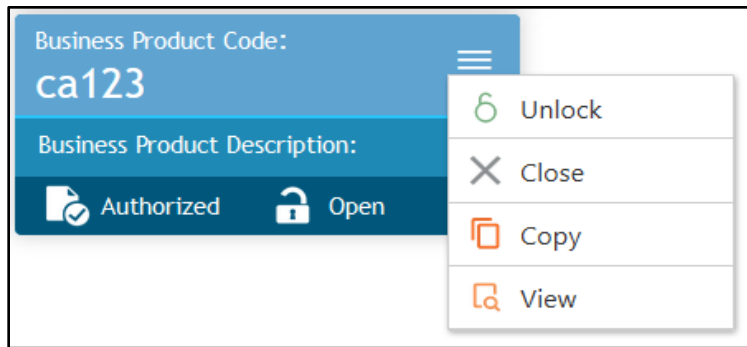 Business Product Code:
ca123
Business Product Description:
Authorized
Open
Unlock
Close
Copy
View